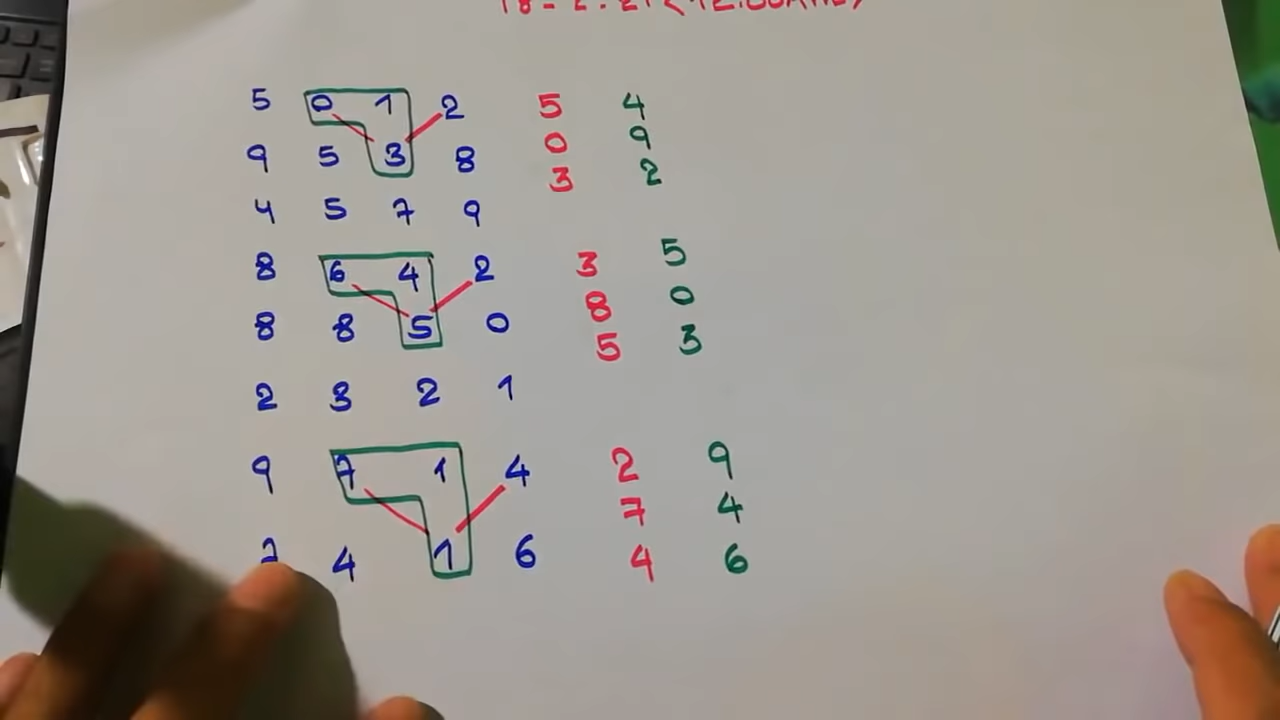 5 0 1 2 5 4
0 9
9 5 3 8 3 2
4 5 7 9
8 6 4 2 3 5
8 0
8 8 5 0 5 3
2 3 2 1
9 7 1 4 2 9
7 4
4 1 6 4 6